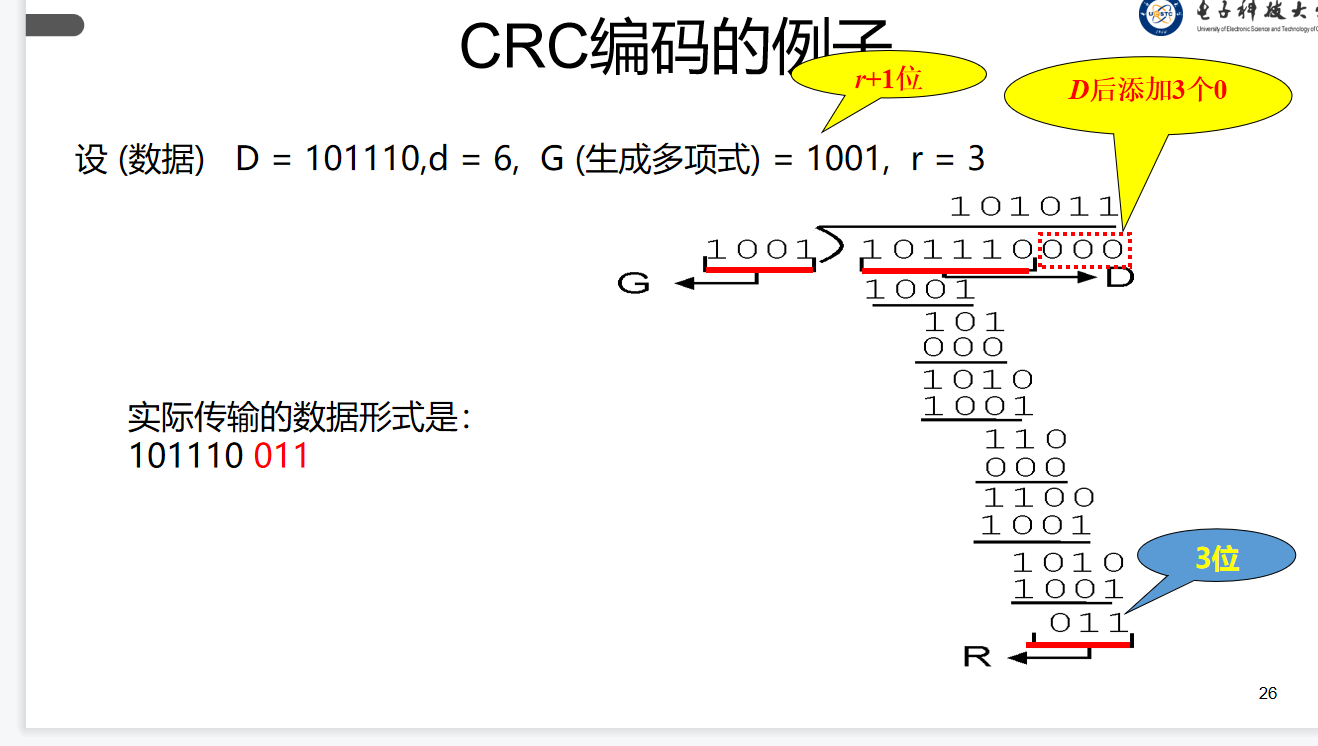 CRC编码的例子
电子科技大
University of Electronic Science and Technology of C
r+1位
D后添加3个0
设 (数据) D = 101110,d = 6, G (生成多项式) = 1001, r = 3
101011
1001 101110000
G D
1001
101
000
1010
1001
110
000
1100
1001
1010
1001
011
R
3位
实际传输的数据形式是：
101110 011
26